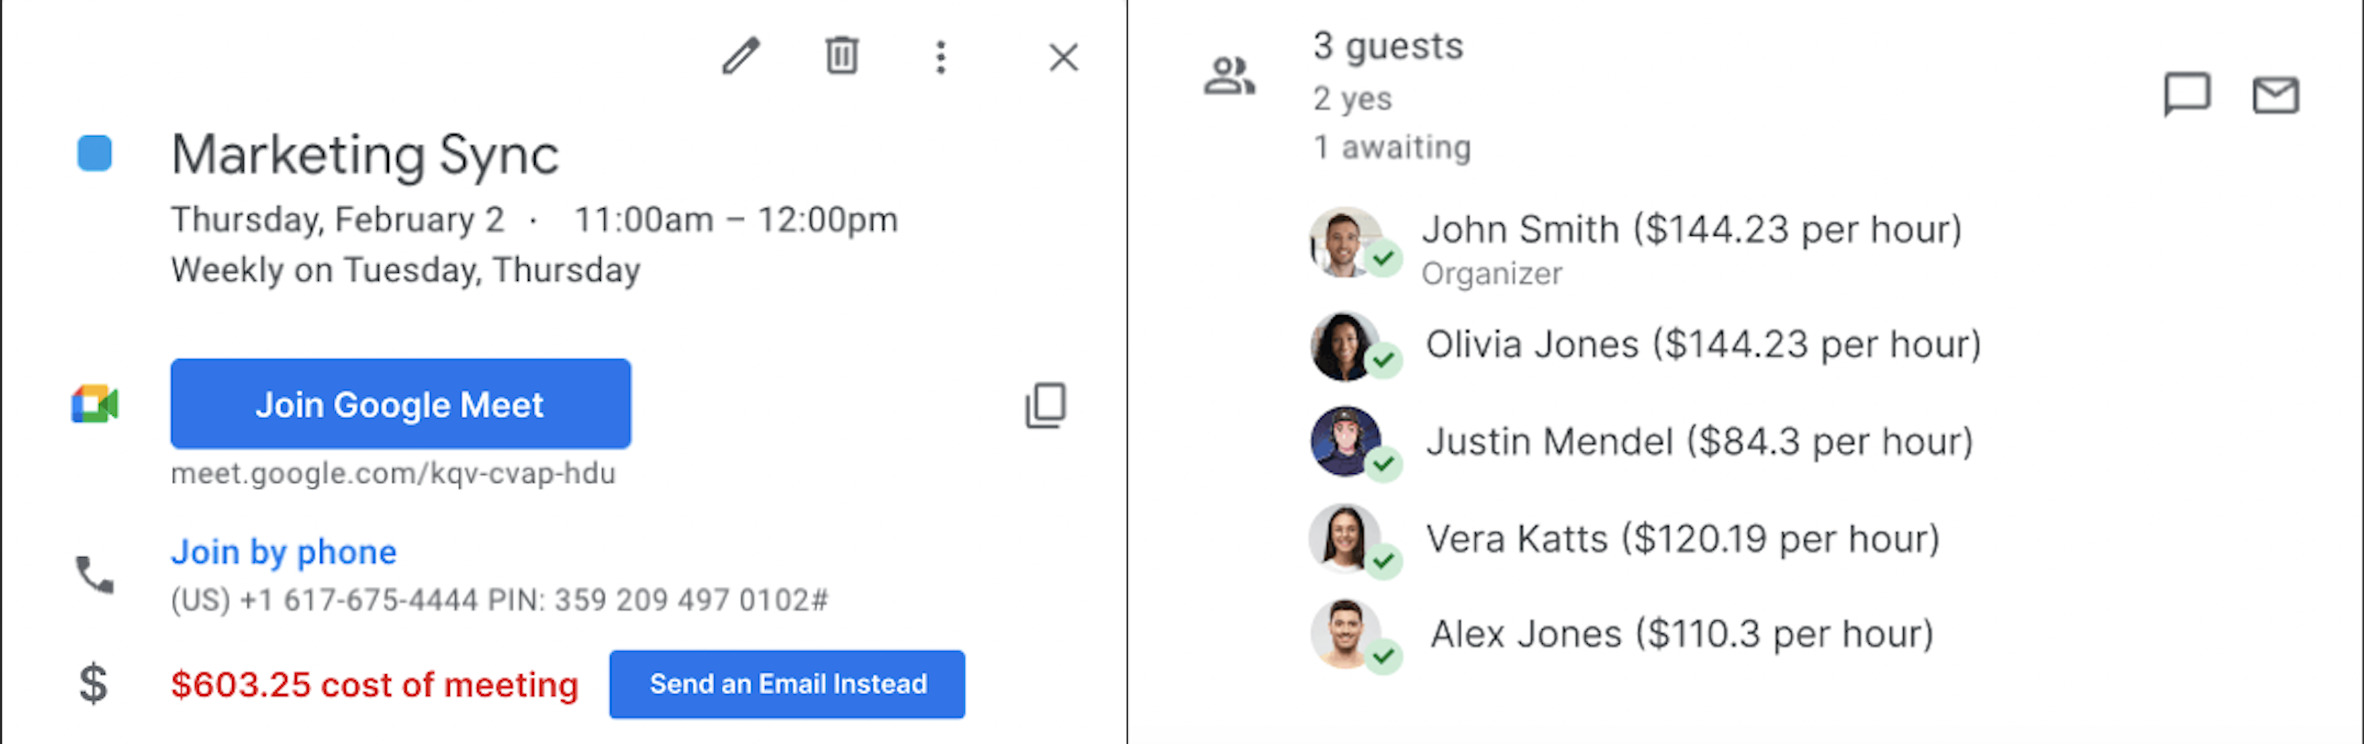 Marketing Sync
Thursday, February 2 · 11:00am – 12:00pm
Weekly on Tuesday, Thursday
Join Google Meet
meet.google.com/kqv-cvap-hdu
Join by phone
(US) +1 617-675-4444 PIN: 359 209 497 0102#
$ $603.25 cost of meeting
Send an Email Instead
3 guests
2 yes
1 awaiting
John Smith ($144.23 per hour)
Organizer
Olivia Jones ($144.23 per hour)
Justin Mendel ($84.3 per hour)
Vera Katts ($120.19 per hour)
Alex Jones ($110.3 per hour)